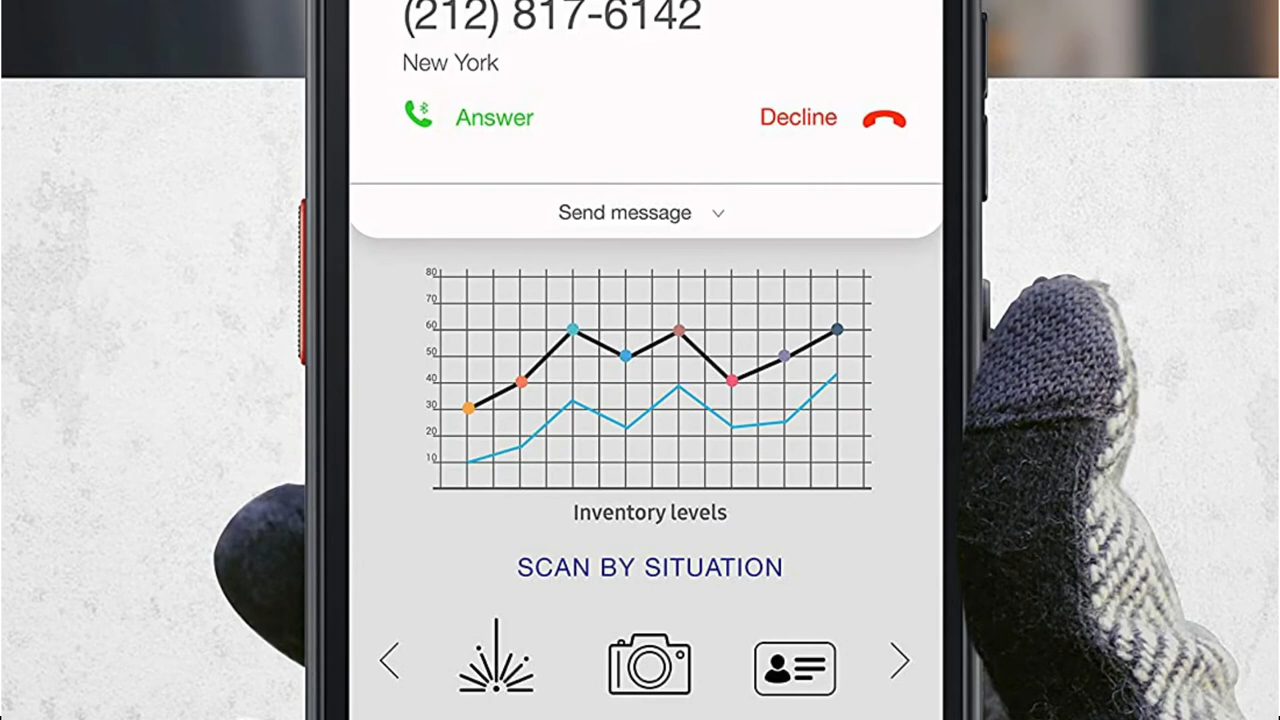 (212) 817-6142
New York
Answer
Decline
Send message
80
70
60
50
40
30
20
10
Inventory levels
SCAN BY SITUATION